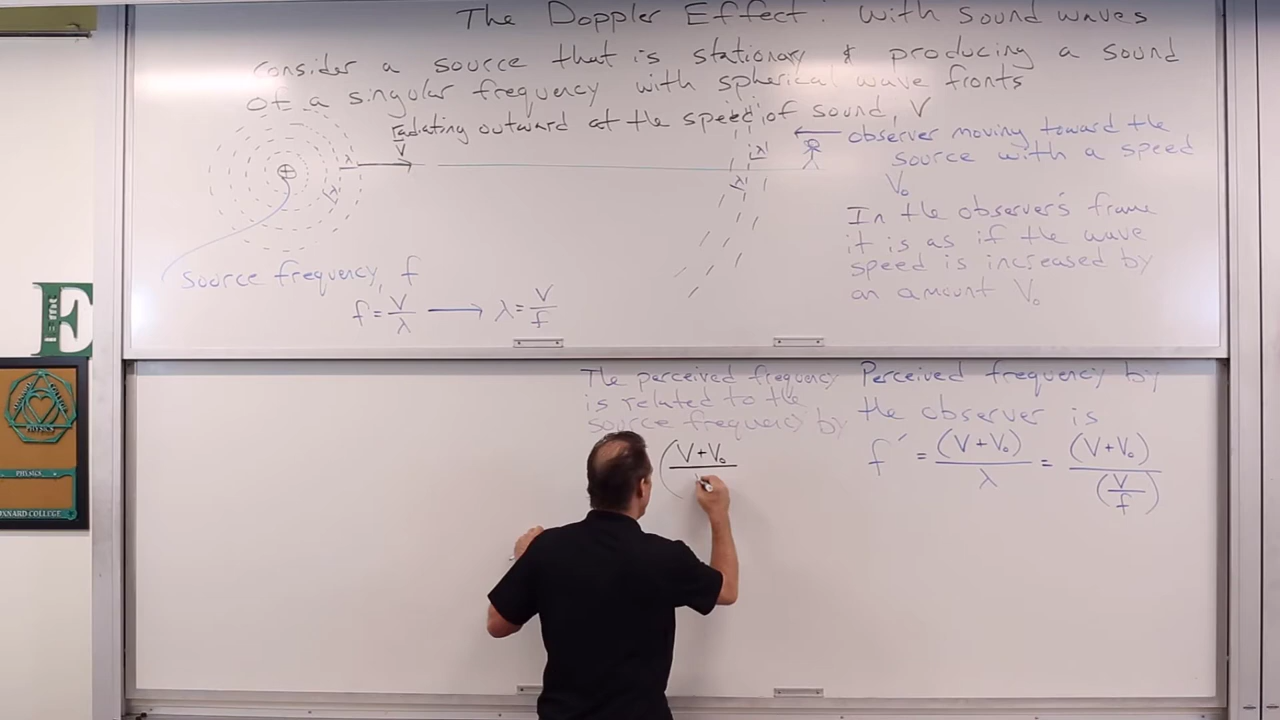 The Doppler Effect: with sound waves
consider a source that is stationary & producing a sound
of a singular frequency with spherical wave fronts
radiating outward at the speed of sound, V
V
λ
λ
source frequency, f
f = V/λ → λ = V/f
λ
λ
observer moving toward the
source with a speed
V₀
In the observer's frame
it is as if the wave
speed is increased by
an amount V₀
The perceived frequency
is related to the
source frequency by
(V+V₀
Perceived frequency by
the observer is
f′ = (V+V₀)/λ = (V+V₀)/(V/f)
E
PHYSICS
PHYSICS